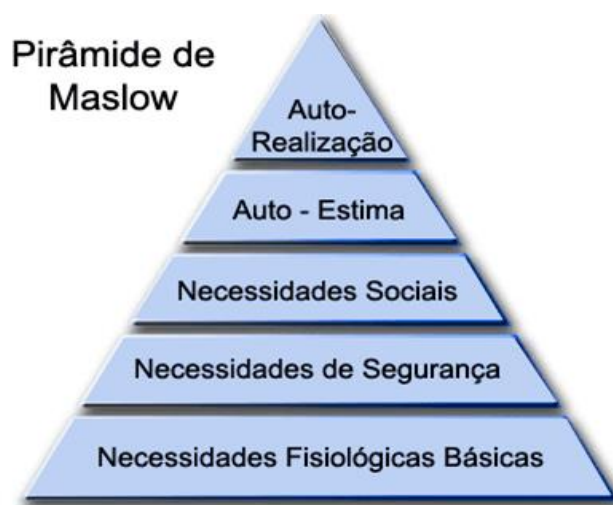 Pirâmide de
Maslow
Auto-
Realização
Auto - Estima
Necessidades Sociais
Necessidades de Segurança
Necessidades Fisiológicas Básicas